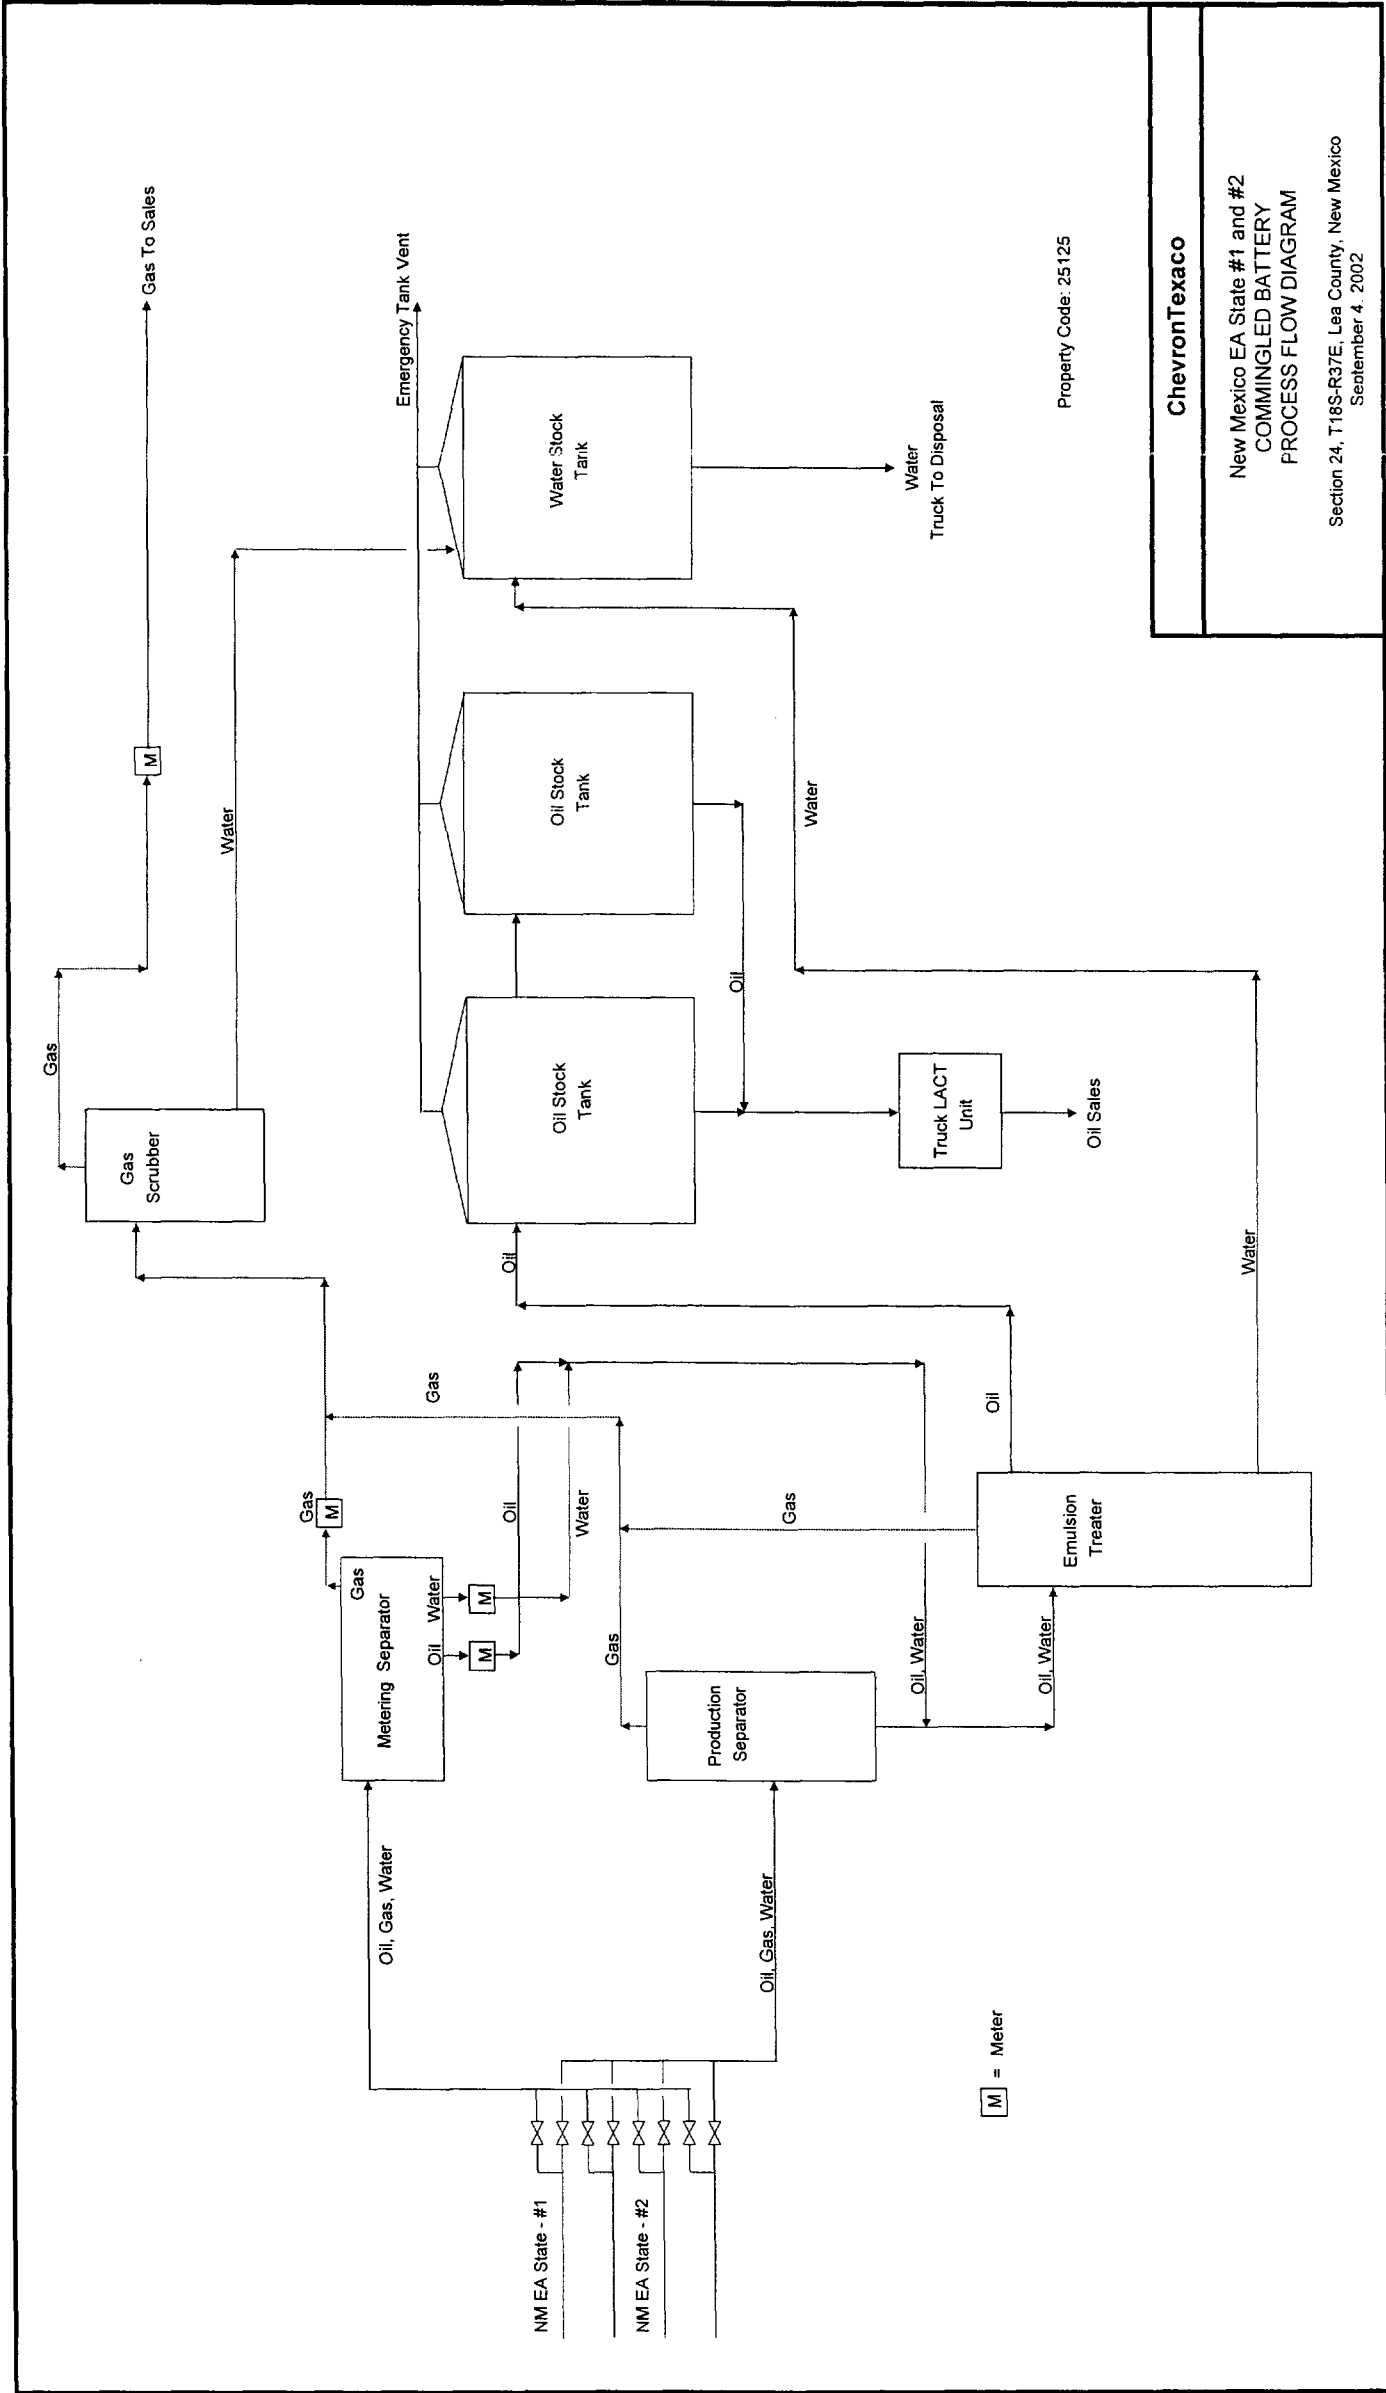 Gas To Sales
M
Gas
Water
Gas
Scrubber
Emergency Tank Vent
Gas
M
Gas
Metering Separator
Oil
Water
M
M
Oil, Gas, Water
Gas
Oil
Water
Oil
Oil Stock
Tank
Oil Stock
Tank
Water Stock
Tank
NM EA State - #1
NM EA State - #2
Oil, Gas, Water
Gas
Production
Separator
Gas
Oil
Water
Oil, Water
Oil, Water
Truck LACT
Unit
Water
Truck To Disposal
Oil
Oil Sales
Emulsion
Treater
Water
M = Meter
Property Code: 25125
ChevronTexaco
New Mexico EA State #1 and #2
COMMINGLED BATTERY
PROCESS FLOW DIAGRAM
Section 24, T18S-R37E, Lea County, New Mexico
September 4, 2002